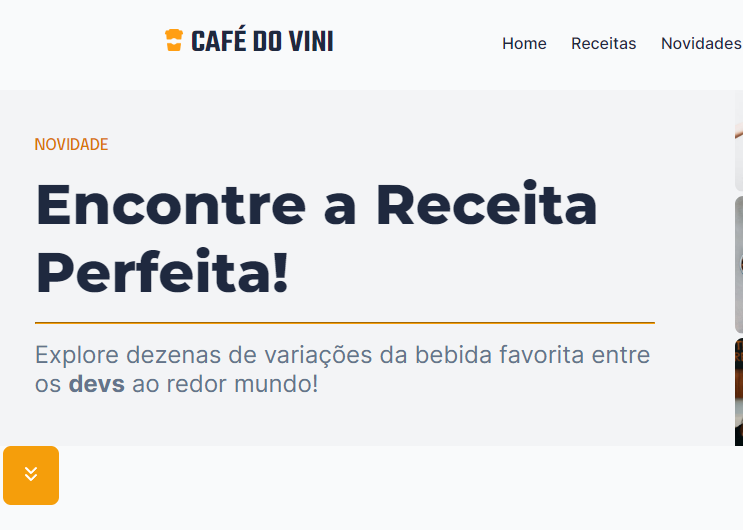 CAFÉ DO VINI
Home Receitas Novidades
NOVIDADE
Encontre a Receita
Perfeita!
Explore dezenas de variações da bebida favorita entre
os devs ao redor mundo!